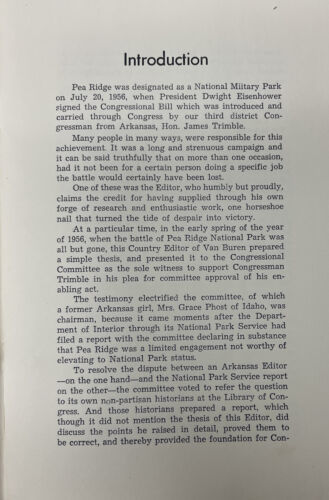 Introduction
Pea Ridge was designated as a National Miitary Park
on July 20, 1956, when President Dwight Eisenhower
signed the Congressional Bill which was introduced and
carried through Congress by our third district Con-
gressman from Arkansas, Hon. James Trimble.
Many people in many ways, were responsible for this
achievement. It was a long and strenuous campaign and
it can be said truthfully that on more than one occasion,
had it not been for a certain person doing a specific job
the battle would certainly have been lost.
One of these was the Editor, who humbly but proudly,
claims the credit for having supplied through his own
forge of research and enthusiastic work, one horseshoe
nail that turned the tide of despair into victory.
At a particular time, in the early spring of the year
of 1956, when the battle of Pea Ridge National Park was
all but gone, this Country Editor of Van Buren prepared
a simple thesis, and presented it to the Congressional
Committee as the sole witness to support Congressman
Trimble in his plea for committee approval of his en-
abling act.
The testimony electrified the committee, of which
a former Arkansas girl, Mrs. Grace Phost of Idaho, was
chairman, because it came moments after the Depart-
ment of Interior through its National Park Service had
filed a report with the committee declaring in substance
that Pea Ridge was a limited engagement not worthy of
elevating to National Park status.
To resolve the dispute between an Arkansas Editor
—on the one hand—and the National Park Service report
on the other—the committee voted to refer the question
to its own non-partisan historians at the Library of Con-
gress. And those historians prepared a report, which
though it did not mention the thesis of this Editor, did
discuss the points he raised in detail, proved them to
be correct, and thereby provided the foundation for Con-